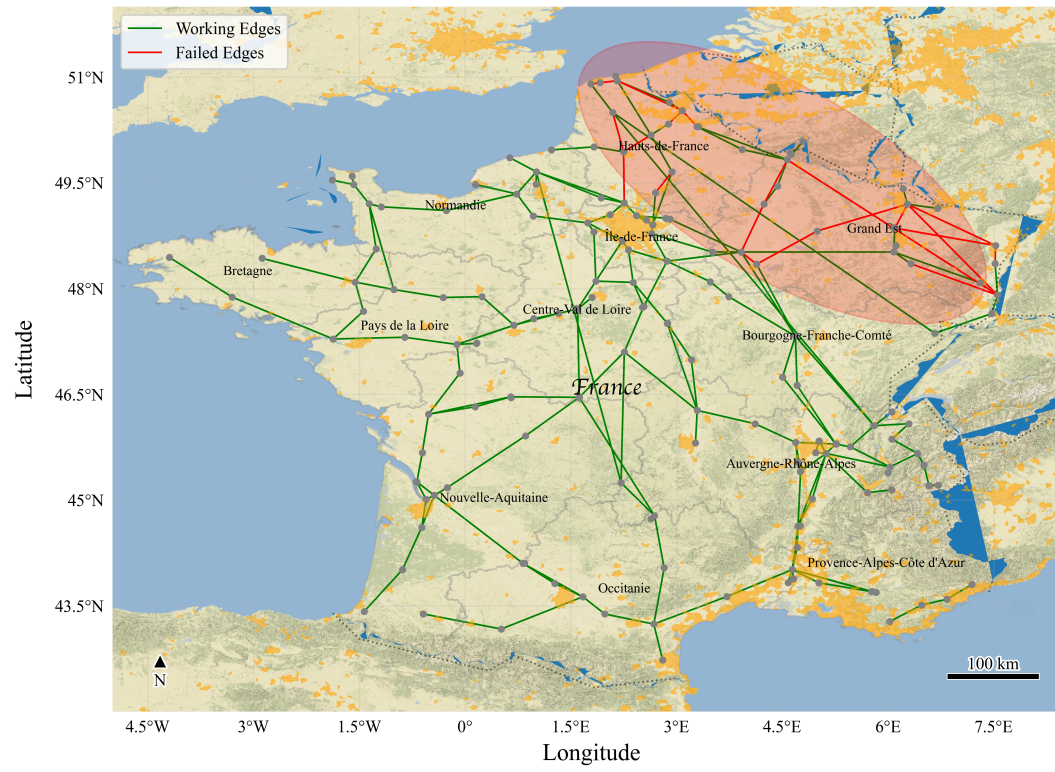 Working Edges
Failed Edges
51°N
49.5°N
48°N
46.5°N
45°N
43.5°N
Latitude
Hauts-de-France
Normandie
Grand Est
Île-de-France
Bretagne
Centre-Val de Loire
Pays de la Loire
Bourgogne-Franche-Comté
France
Auvergne-Rhône-Alpes
Nouvelle-Aquitaine
Provence-Alpes-Côte d'Azur
Occitanie
N
100 km
4.5°W
3°W
1.5°W
0°
1.5°E
3°E
4.5°E
6°E
7.5°E
Longitude